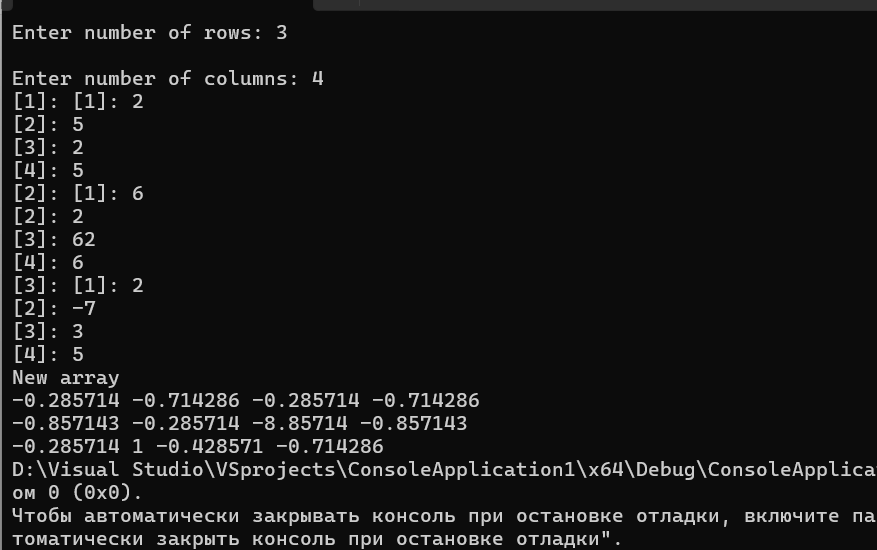 Enter number of rows: 3
Enter number of columns: 4
[1]: [1]: 2
[2]: 5
[3]: 2
[4]: 5
[2]: [1]: 6
[2]: 2
[3]: 62
[4]: 6
[3]: [1]: 2
[2]: -7
[3]: 3
[4]: 5
New array
-0.285714 -0.714286 -0.285714 -0.714286
-0.857143 -0.285714 -8.85714 -0.857143
-0.285714 1 -0.428571 -0.714286
D:\Visual Studio\VSprojects\ConsoleApplication1\x64\Debug\ConsoleApplica
ом 0 (0x0).
Чтобы автоматически закрывать консоль при остановке отладки, включите па
томатически закрыть консоль при остановке отладки".